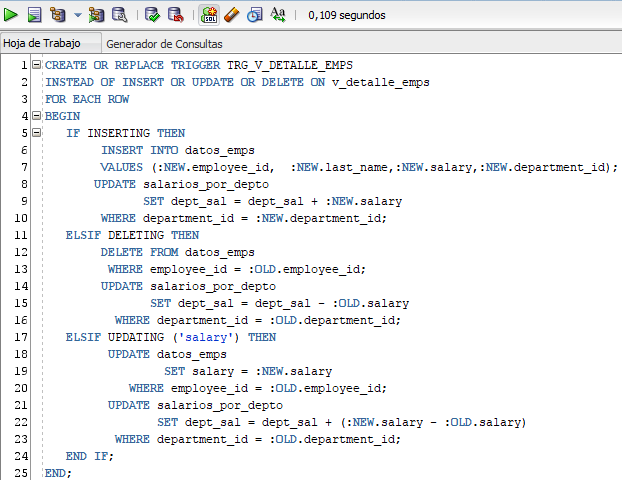 0,109 segundos
Hoja de Trabajo Generador de Consultas
1 CREATE OR REPLACE TRIGGER TRG_V_DETALLE_EMPS
2 INSTEAD OF INSERT OR UPDATE OR DELETE ON v_detalle_emps
3 FOR EACH ROW
4 BEGIN
5 IF INSERTING THEN
6 INSERT INTO datos_emps
7 VALUES (:NEW.employee_id, :NEW.last_name,:NEW.salary,:NEW.department_id);
8 UPDATE salarios_por_depto
9 SET dept_sal = dept_sal + :NEW.salary
10 WHERE department_id = :NEW.department_id;
11 ELSIF DELETING THEN
12 DELETE FROM datos_emps
13 WHERE employee_id = :OLD.employee_id;
14 UPDATE salarios_por_depto
15 SET dept_sal = dept_sal - :OLD.salary
16 WHERE department_id = :OLD.department_id;
17 ELSIF UPDATING ('salary') THEN
18 UPDATE datos_emps
19 SET salary = :NEW.salary
20 WHERE employee_id = :OLD.employee_id;
21 UPDATE salarios_por_depto
22 SET dept_sal = dept_sal + (:NEW.salary - :OLD.salary)
23 WHERE department_id = :OLD.department_id;
24 END IF;
25 END;